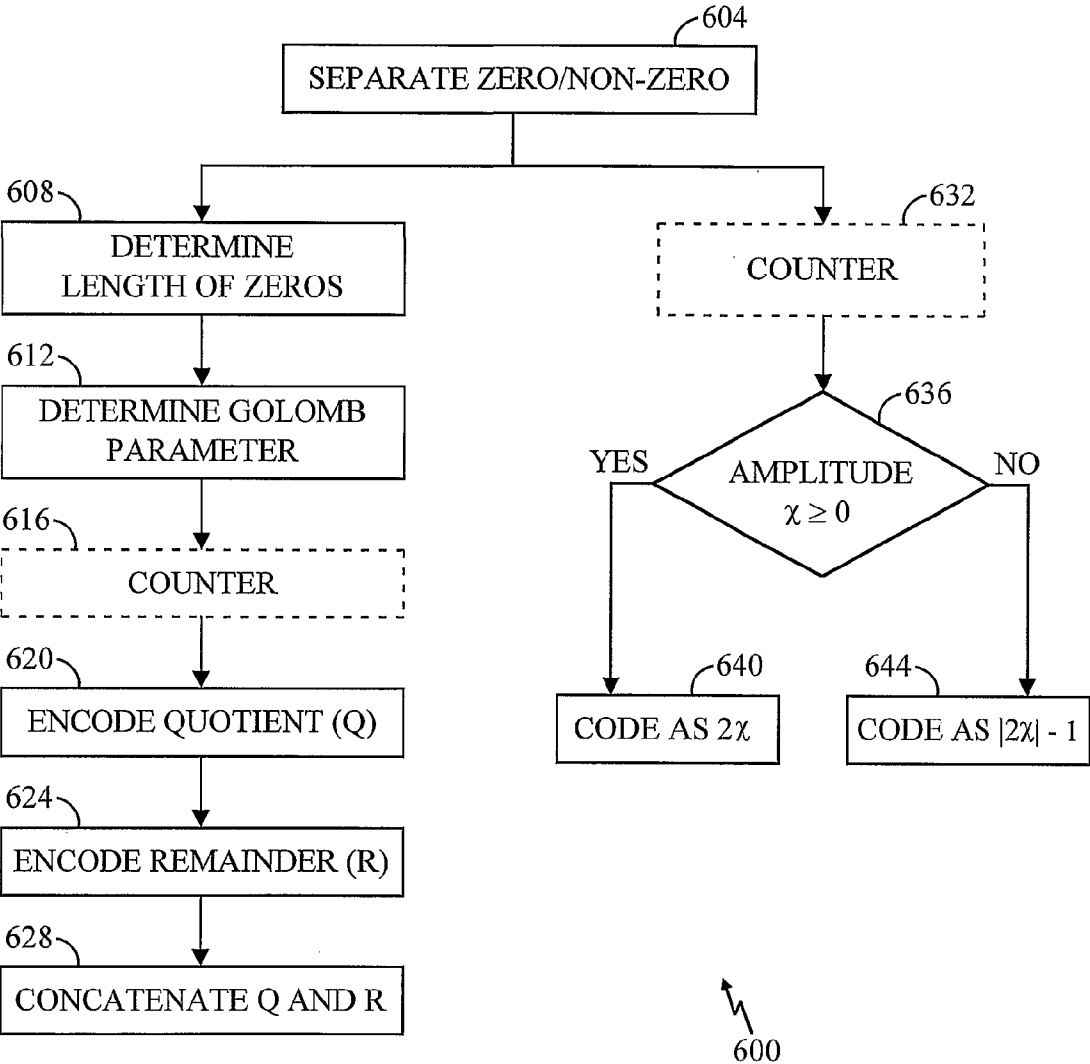 604
SEPARATE ZERO/NON-ZERO
608
DETERMINE
LENGTH OF ZEROS
612
DETERMINE GOLOMB
PARAMETER
616
COUNTER
620
ENCODE QUOTIENT (Q)
624
ENCODE REMAINDER (R)
628
CONCATENATE Q AND R
632
COUNTER
636
YES
AMPLITUDE
χ ≥ 0
NO
640
CODE AS 2χ
644
CODE AS |2χ| - 1
600